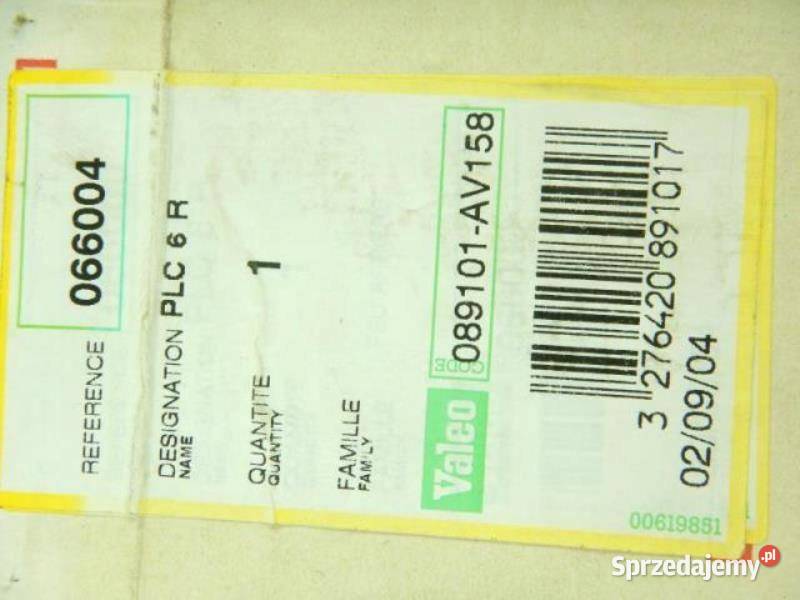 REFERENCE 066004
DESIGNATION PLC 6 R
NAME
QUANTITE 1
QUANTITY
FAMILLE
FAMILY
Valeo CODE 089101-AV158
3 276420 891017
02/09/04
00619851
Sprzedajemy.pl